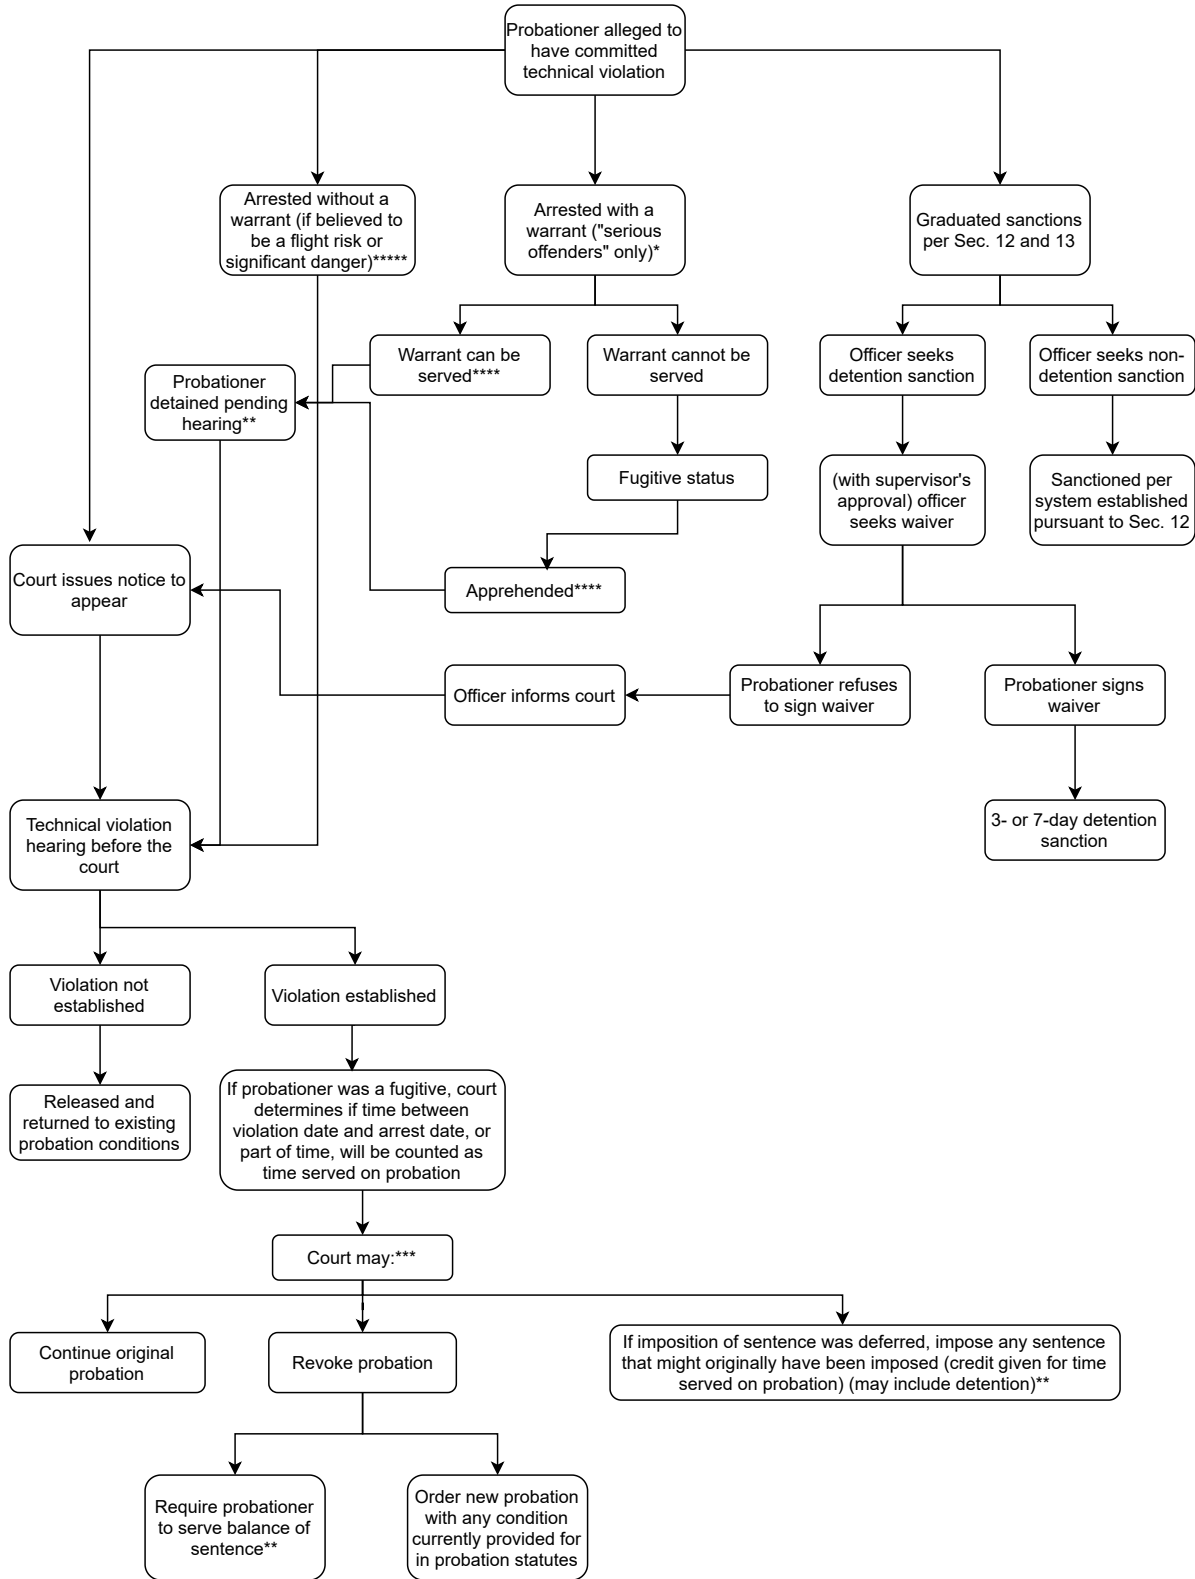 Probationer alleged to
have committed
technical violation
Arrested without a
warrant (if believed to
be a flight risk or
significant danger)*****
Arrested with a
warrant ("serious
offenders" only)*
Graduated sanctions
per Sec. 12 and 13
Warrant can be
served****
Warrant cannot be
served
Officer seeks
detention sanction
Officer seeks non-
detention sanction
Probationer
detained pending
hearing**
Fugitive status
(with supervisor's
approval) officer
seeks waiver
Sanctioned per
system established
pursuant to Sec. 12
Court issues notice to
appear
Apprehended****
Officer informs court
Probationer refuses
to sign waiver
Probationer signs
waiver
Technical violation
hearing before the
court
3- or 7-day detention
sanction
Violation not
established
Violation established
Released and
returned to existing
probation conditions
If probationer was a fugitive, court
determines if time between
violation date and arrest date, or
part of time, will be counted as
time served on probation
Court may:***
Continue original
probation
Revoke probation
If imposition of sentence was deferred, impose any sentence
that might originally have been imposed (credit given for time
served on probation) (may include detention)**
Require probationer
to serve balance of
sentence**
Order new probation
with any condition
currently provided for
in probation statutes